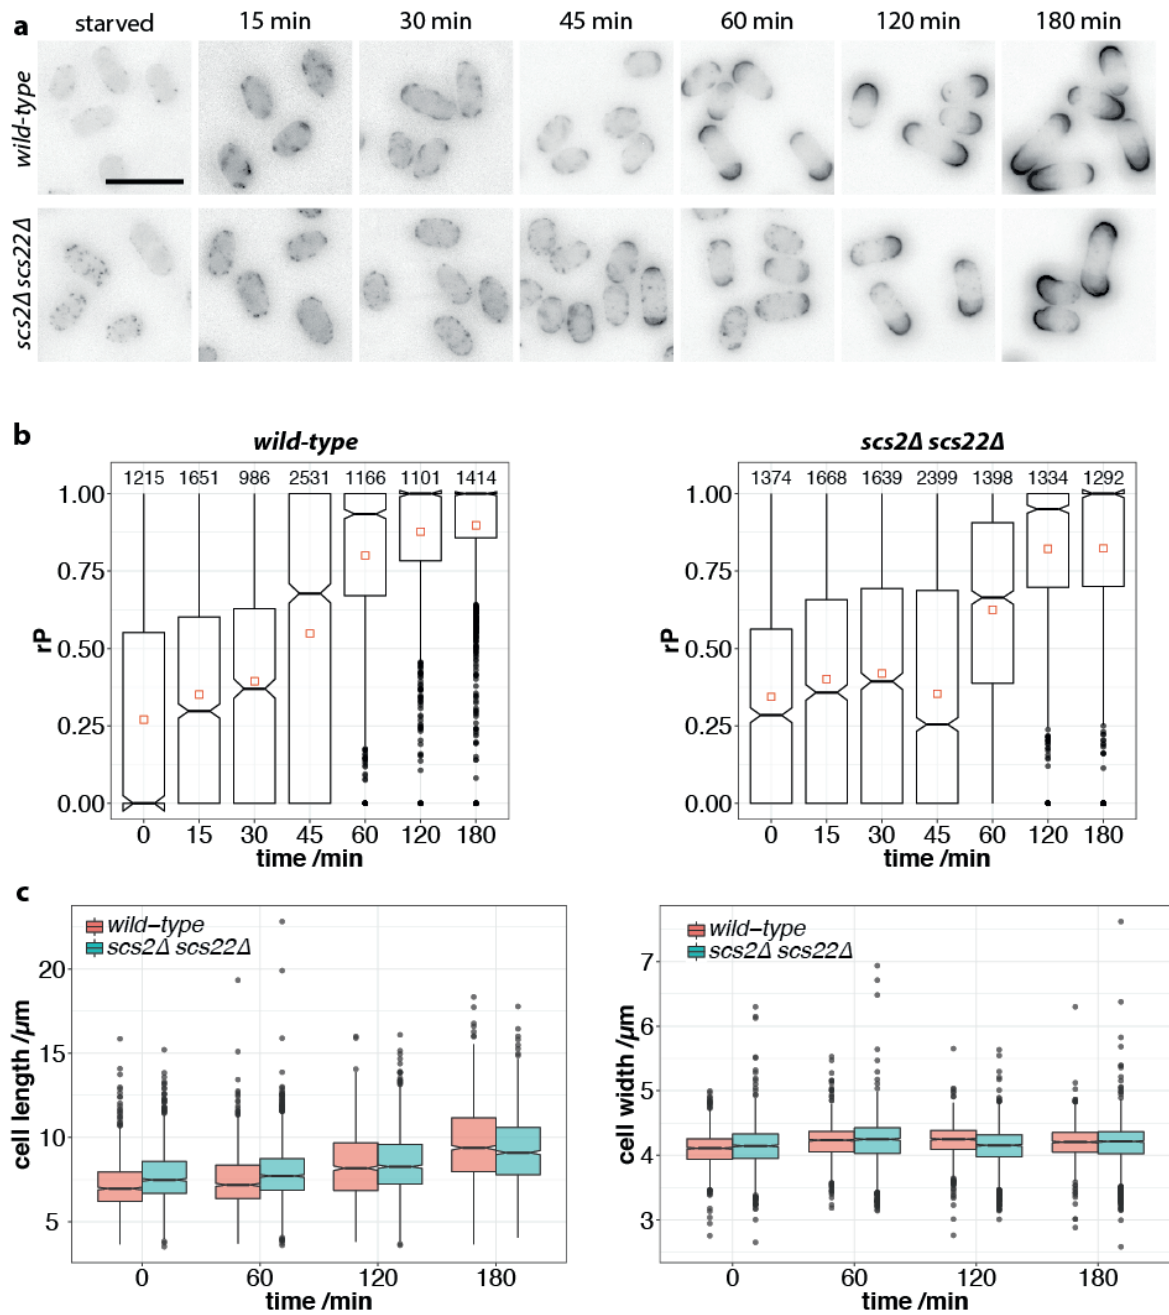 a
starved 15 min 30 min 45 min 60 min 120 min 180 min
wild-type
scs2Δ scs22Δ
b
wild-type
1215 1651 986 2531 1166 1101 1414
1.00
0.75
0.50
0.25
0.00
rP
0 15 30 45 60 120 180
time /min
scs2Δ scs22Δ
1374 1668 1639 2399 1398 1334 1292
1.00
0.75
0.50
0.25
0.00
rP
0 15 30 45 60 120 180
time /min
c
wild-type
scs2Δ scs22Δ
20
15
10
5
cell length /µm
0 60 120 180
time /min
wild-type
scs2Δ scs22Δ
7
6
5
4
3
cell width /µm
0 60 120 180
time /min